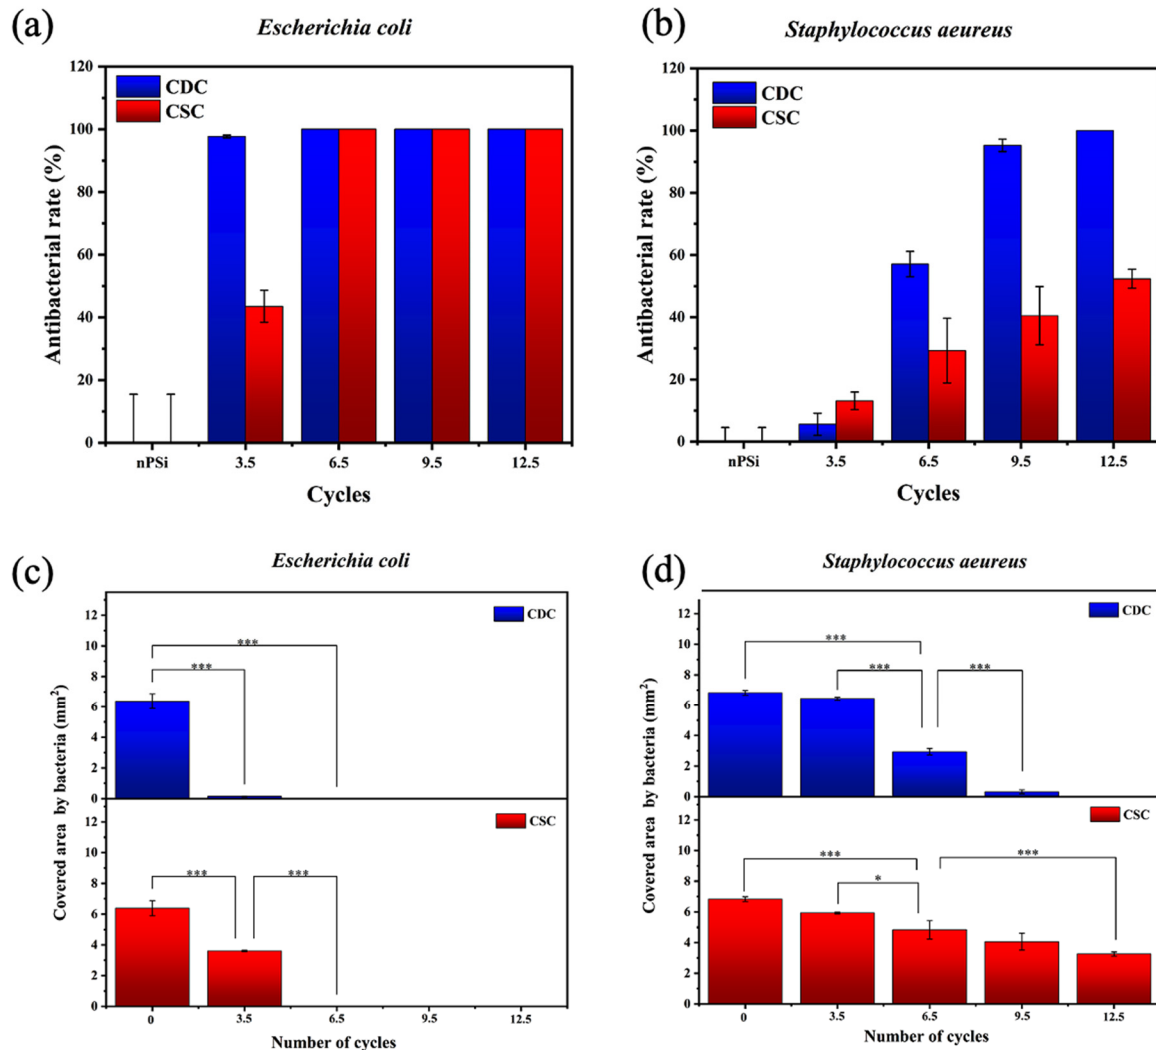 (a)
Escherichia coli
CDC
CSC
120
100
80
60
40
20
0
Antibacterial rate (%)
nPSi 3.5 6.5 9.5 12.5
Cycles
(b)
Staphylococcus aeureus
CDC
CSC
120
100
80
60
40
20
0
Antibacterial rate (%)
nPSi 3.5 6.5 9.5 12.5
Cycles
(c)
Escherichia coli
CDC
12
10
8
6
4
2
0
***
***
CSC
12
10
8
6
4
2
0
*** ***
Covered area by bacteria (mm²)
0 3.5 6.5 9.5 12.5
Number of cycles
(d)
Staphylococcus aeureus
CDC
12
10
8
6
4
2
0
***
*** ***
CSC
12
10
8
6
4
2
0
*** ***
*
Covered area by bacteria (mm²)
0 3.5 6.5 9.5 12.5
Number of cycles